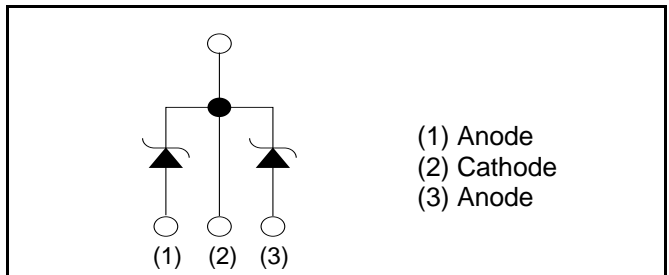 (1) Anode
(2) Cathode
(3) Anode
(1) (2) (3)